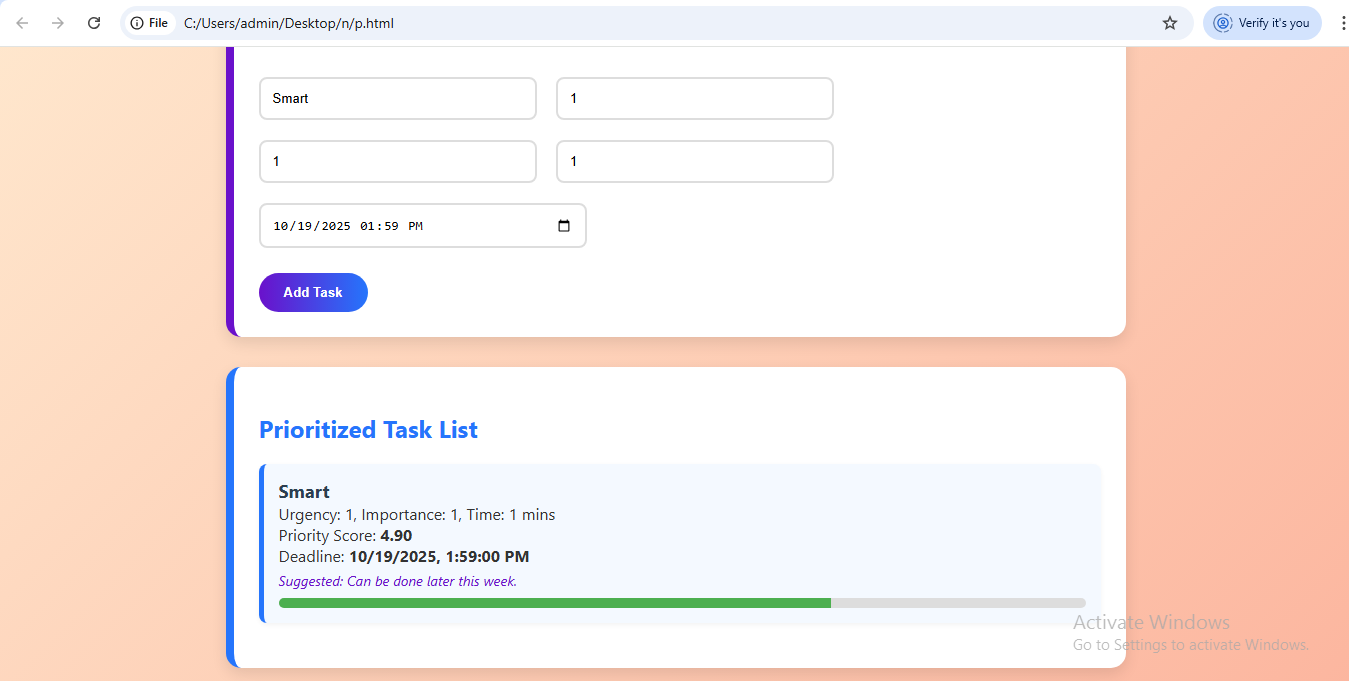 File C:/Users/admin/Desktop/n/p.html Verify it's you
Smart 1
1 1
10/19/2025 01:59 PM
Add Task
Prioritized Task List
Smart
Urgency: 1, Importance: 1, Time: 1 mins
Priority Score: 4.90
Deadline: 10/19/2025, 1:59:00 PM
Suggested: Can be done later this week.
Activate Windows
Go to Settings to activate Windows.